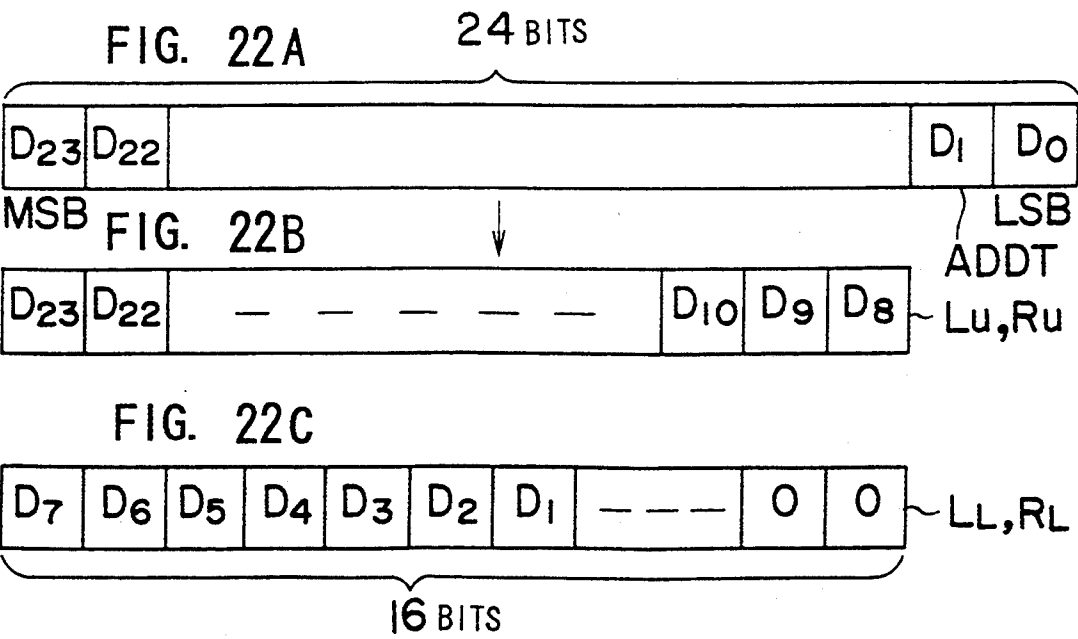 FIG. 22A
24 BITS
D23 D22 D1 D0
MSB LSB
ADDT
FIG. 22B
D23 D22 — — — — — D10 D9 D8 Lu,Ru
FIG. 22C
D7 D6 D5 D4 D3 D2 D1 — — — 0 0 LL,RL
16 BITS